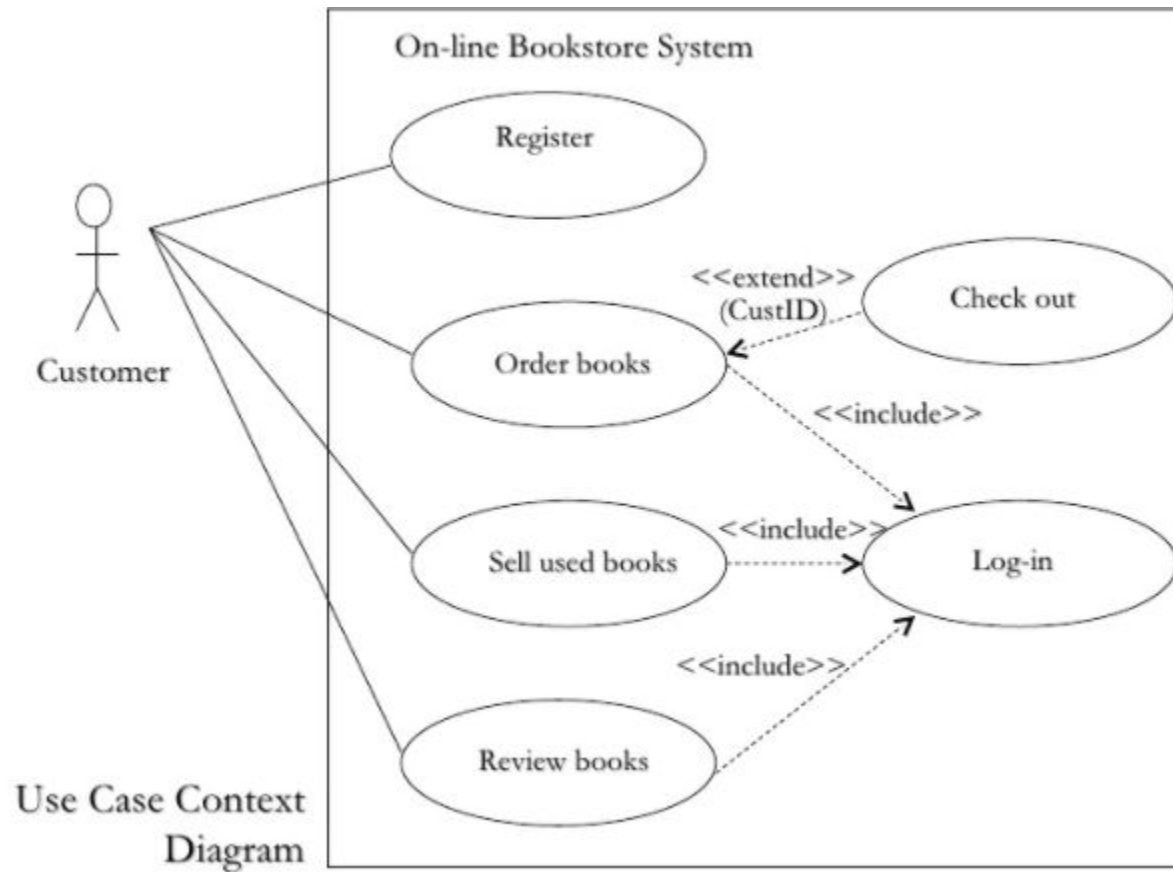 On-line Bookstore System
Register
<<extend>>
(CustID)
Check out
Customer
Order books
<<include>>
<<include>>
Sell used books
Log-in
<<include>>
Review books
Use Case Context
Diagram